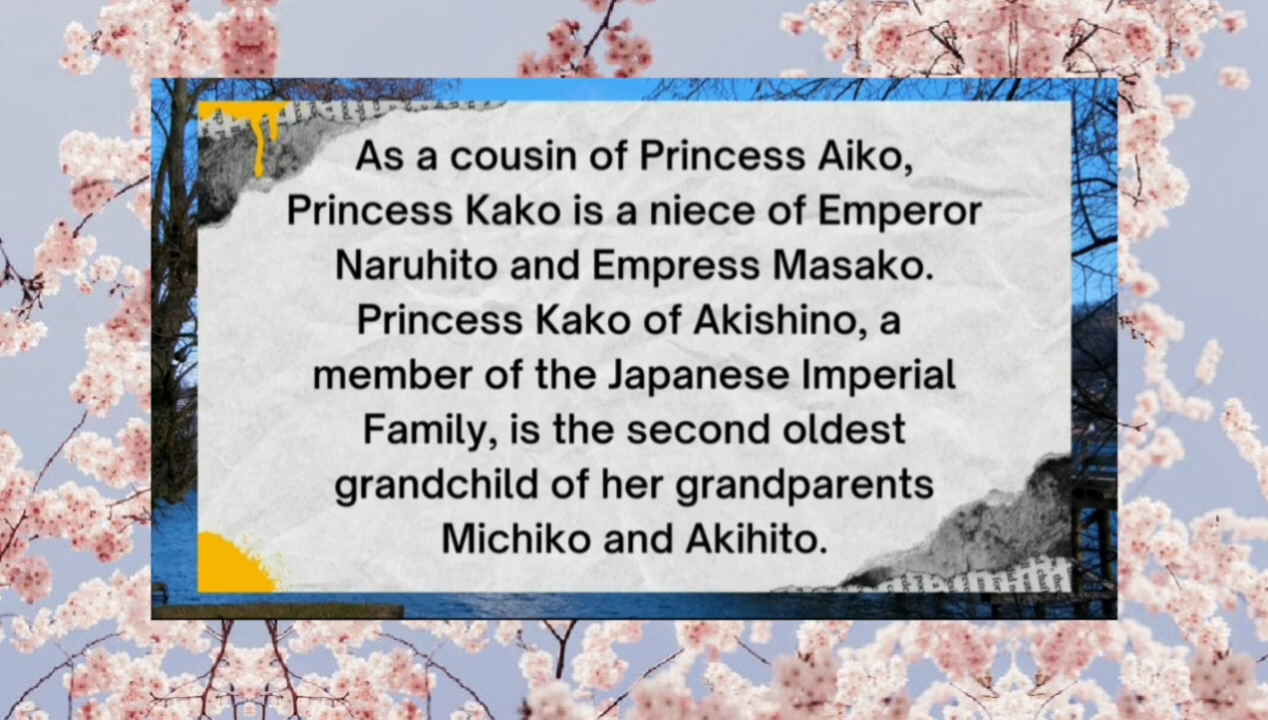 As a cousin of Princess Aiko,
Princess Kako is a niece of Emperor
Naruhito and Empress Masako.
Princess Kako of Akishino, a
member of the Japanese Imperial
Family, is the second oldest
grandchild of her grandparents
Michiko and Akihito.